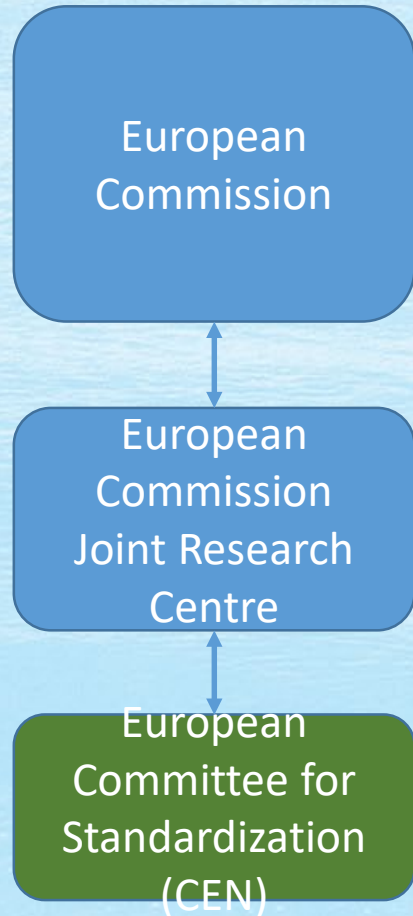 European
Commission
European
Commission
Joint Research
Centre
European
Committee for
Standardization
(CEN)